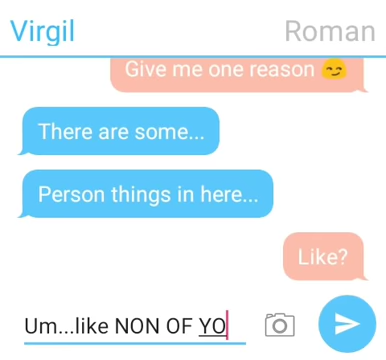 Virgil
Roman
Give me one reason 😏
There are some...
Person things in here...
Like?
Um...like NON OF YO